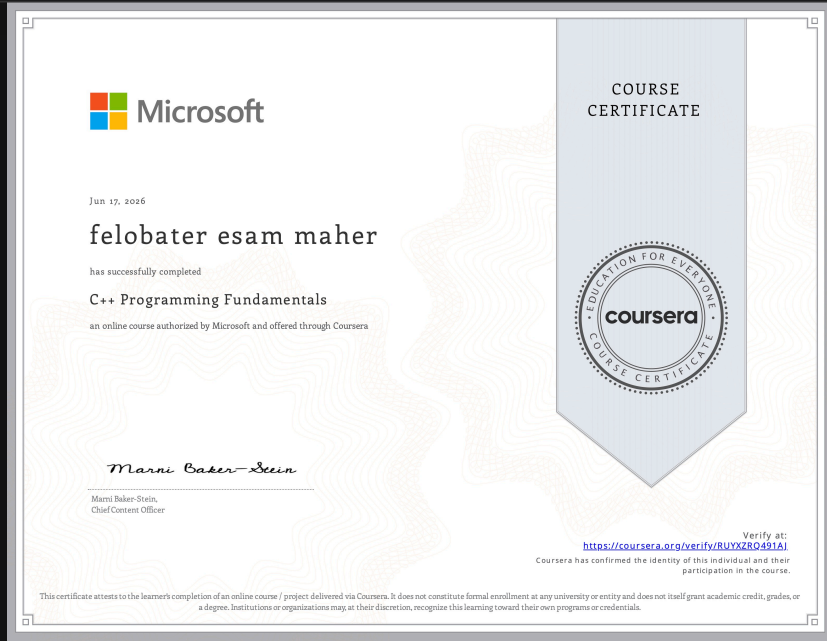 Microsoft
COURSE
CERTIFICATE
Jun 17, 2026
felobater esam maher
has successfully completed
C++ Programming Fundamentals
an online course authorized by Microsoft and offered through Coursera
EDUCATION FOR EVERYONE
coursera
COURSE CERTIFICATE
Marni Baker-Stein
Marni Baker-Stein,
Chief Content Officer
Verify at:
https://coursera.org/verify/RUYXZRQ491AJ
Coursera has confirmed the identity of this individual and their
participation in the course.
This certificate attests to the learner's completion of an online course / project delivered via Coursera. It does not constitute formal enrollment at any university or entity and does not itself grant academic credit, grades, or
a degree. Institutions or organizations may, at their discretion, recognize this learning toward their own programs or credentials.